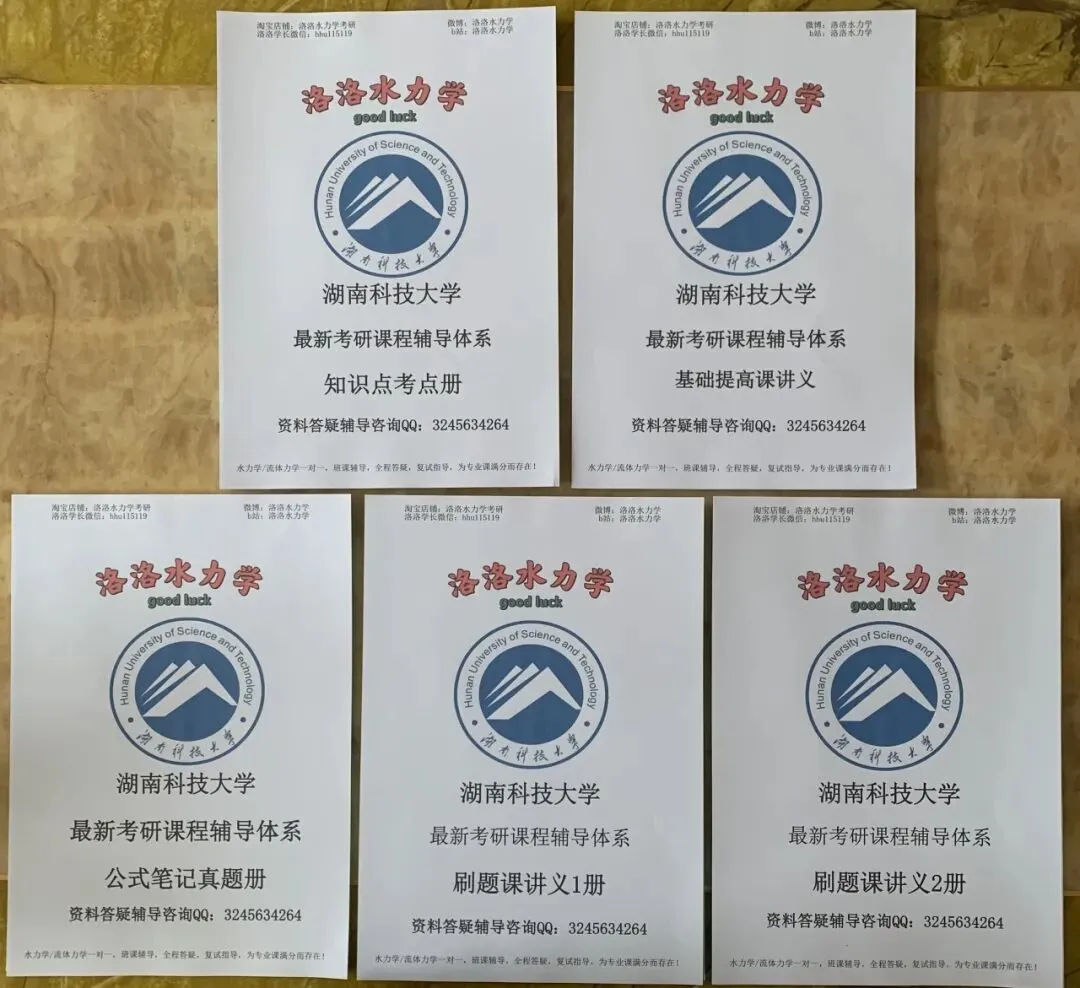 淘宝店铺：洛洛水力学考研
洛洛学长微信：hhu115119
微博：洛洛水力学
b站：洛洛水力学
洛洛水力学
good luck
Hunan University of Science and Technology
湖南科技大学
湖南科技大学
最新考研课程辅导体系
知识点考点册
资料答疑辅导咨询QQ：3245634264
水力学/流体力学一对一，班课辅导，全程答疑，复试指导，为专业课满分而存在！
淘宝店铺：洛洛水力学考研
洛洛学长微信：hhu115119
微博：洛洛水力学
b站：洛洛水力学
洛洛水力学
good luck
Hunan University of Science and Technology
湖南科技大学
湖南科技大学
最新考研课程辅导体系
基础提高课讲义
资料答疑辅导咨询QQ：3245634264
水力学/流体力学一对一，班课辅导，全程答疑，复试指导，为专业课满分而存在！
淘宝店铺：洛洛水力学考研
洛洛学长微信：hhu115119
微博：洛洛水力学
b站：洛洛水力学
洛洛水力学
good luck
Hunan University of Science and Technology
湖南科技大学
湖南科技大学
最新考研课程辅导体系
公式笔记真题册
资料答疑辅导咨询QQ：3245634264
水力学/流体力学一对一，班课辅导，全程答疑，复试指导，为专业课满分而存在！
淘宝店铺：洛洛水力学考研
洛洛学长微信：hhu115119
微博：洛洛水力学
b站：洛洛水力学
洛洛水力学
good luck
Hunan University of Science and Technology
湖南科技大学
湖南科技大学
最新考研课程辅导体系
刷题课讲义1册
资料答疑辅导咨询QQ：3245634264
水力学/流体力学一对一，班课辅导，全程答疑，复试指导，为专业课满分而存在！
淘宝店铺：洛洛水力学考研
洛洛学长微信：hhu115119
微博：洛洛水力学
b站：洛洛水力学
洛洛水力学
good luck
Hunan University of Science and Technology
湖南科技大学
湖南科技大学
最新考研课程辅导体系
刷题课讲义2册
资料答疑辅导咨询QQ：3245634264
水力学/流体力学一对一，班课辅导，全程答疑，复试指导，为专业课满分而存在！